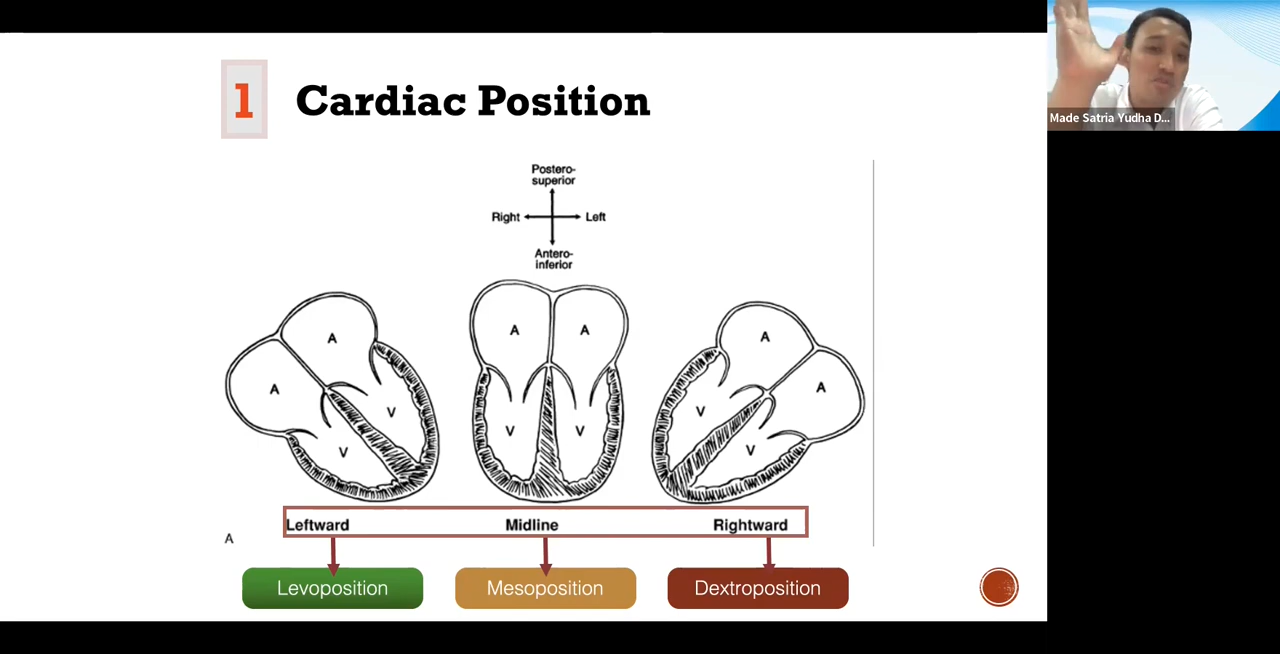 1
Cardiac Position
Postero-
superior
Right
Left
Antero-
inferior
A
A
V
V
A
A
V
V
A
A
V
V
Leftward
Midline
Rightward
A
Levoposition
Mesoposition
Dextroposition
Made Satria Yudha D...